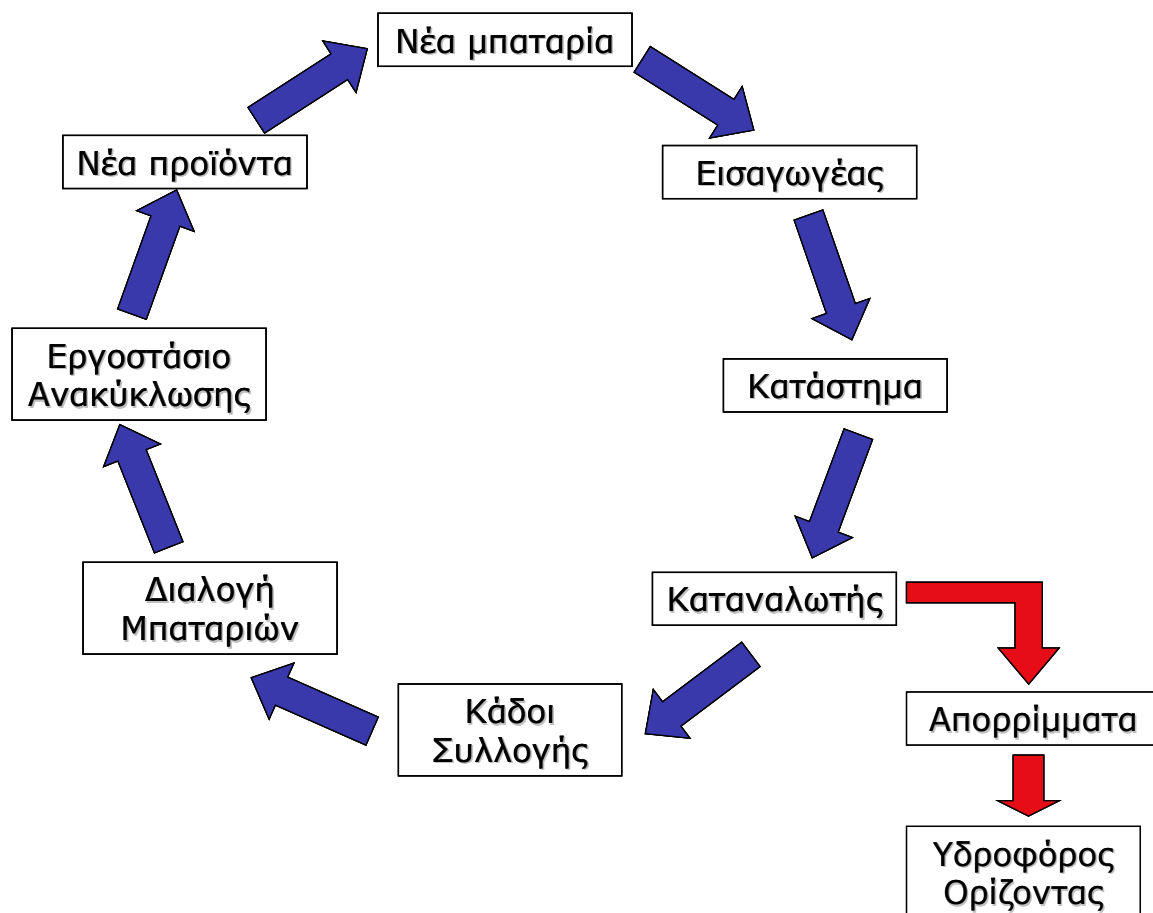 Νέα μπαταρία
Νέα προϊόντα
Εισαγωγέας
Εργοστάσιο
Ανακύκλωσης
Κατάστημα
Διαλογή
Μπαταριών
Καταναλωτής
Κάδοι
Συλλογής
Απορρίμματα
Υδροφόρος
Ορίζοντας